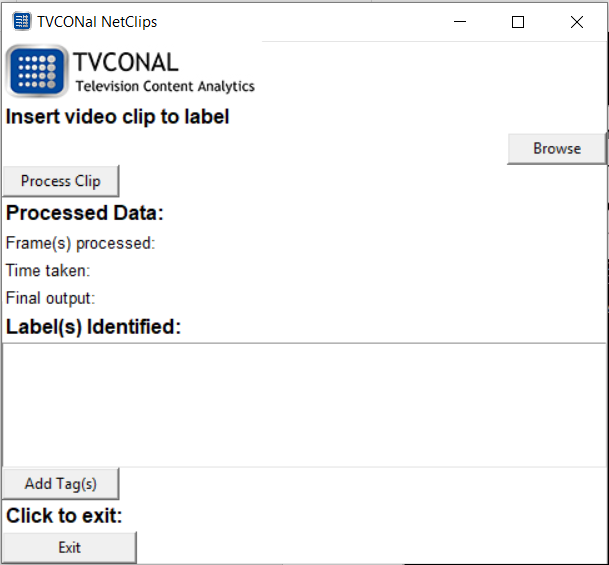 TVCONal NetClips
TVCONAL
Television Content Analytics
Insert video clip to label
Browse
Process Clip
Processed Data:
Frame(s) processed:
Time taken:
Final output:
Label(s) Identified:
Add Tag(s)
Click to exit:
Exit